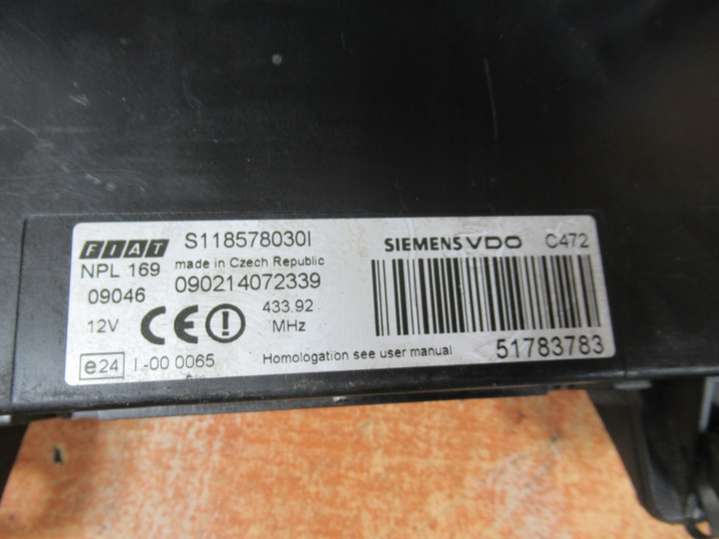 FIAT S118578030I SIEMENS VDO C472
NPL 169 made in Czech Republic
09046 090214072339
12V CE 433.92
MHz
e24 I.-00 0065 Homologation see user manual 51783783